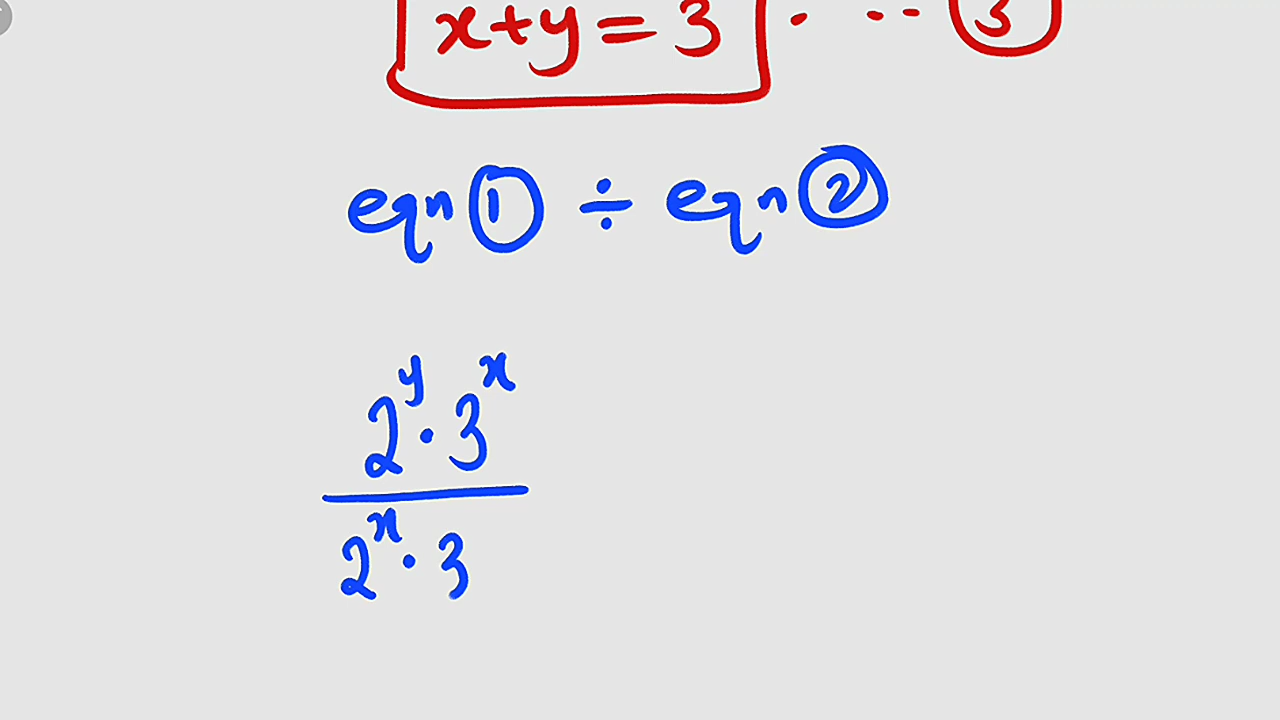 x+y=3 . . . ③
eqn ① ÷ eqn ②
2^y · 3^x
2^x · 3